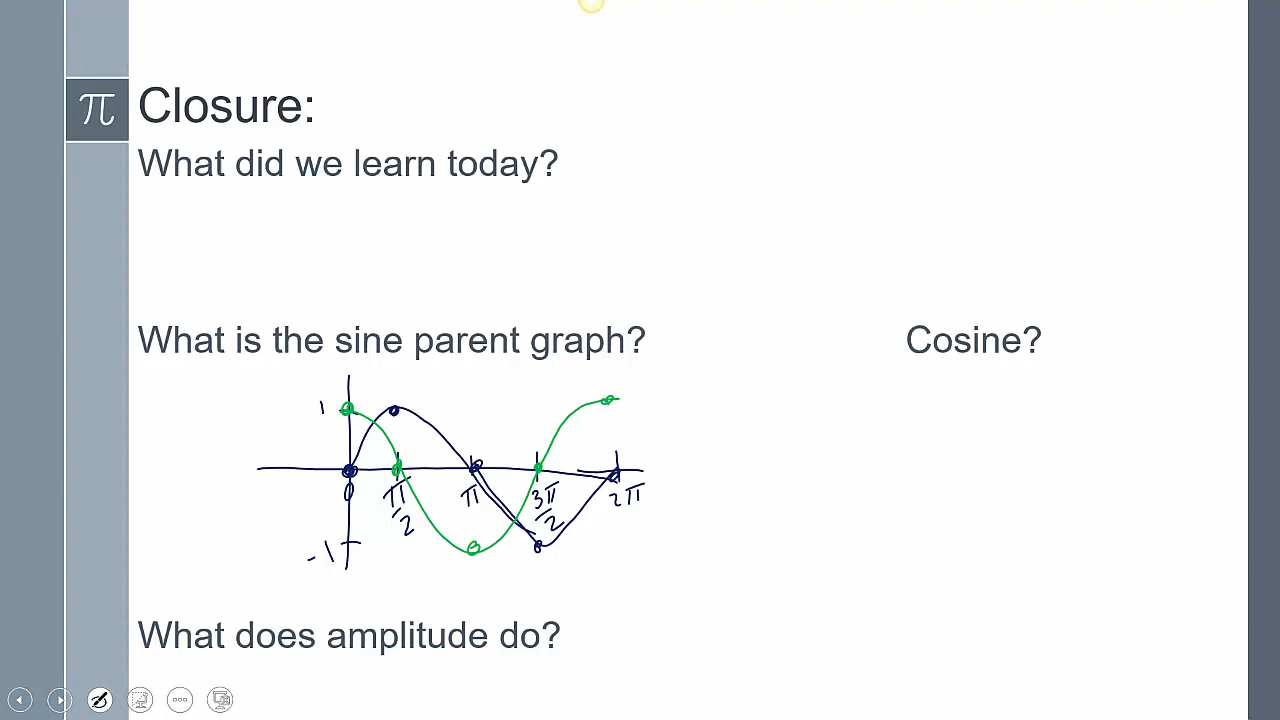 π Closure:
What did we learn today?
What is the sine parent graph? Cosine?
1
0 π/2 π 3π/2 2π
-1
What does amplitude do?